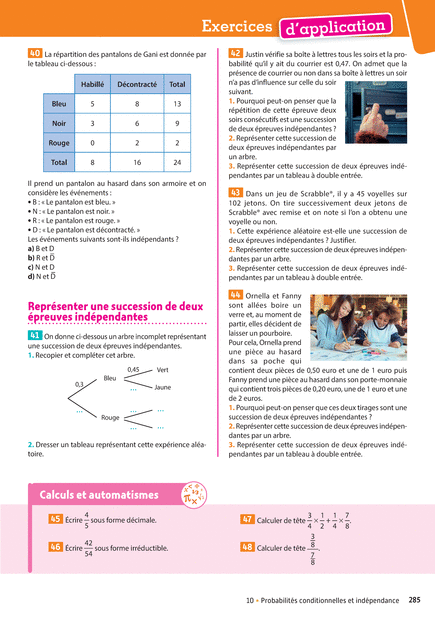 Exercices d'application
40 La répartition des pantalons de Gani est donnée par
le tableau ci-dessous :
Habillé Décontracté Total
Bleu 5 8 13
Noir 3 6 9
Rouge 0 2 2
Total 8 16 24
Il prend un pantalon au hasard dans son armoire et on
considère les événements :
• B : « Le pantalon est bleu. »
• N : « Le pantalon est noir. »
• R : « Le pantalon est rouge. »
• D : « Le pantalon est décontracté. »
Les événements suivants sont-ils indépendants ?
a) B et D
b) R et D̅
c) N et D
d) N et D̅
Représenter une succession de deux
épreuves indépendantes
41 On donne ci-dessous un arbre incomplet représentant
une succession de deux épreuves indépendantes.
1. Recopier et compléter cet arbre.
0,45 Vert
Bleu
0,3 ... Jaune
... ... ...
Rouge
... ...
2. Dresser un tableau représentant cette expérience aléa-
toire.
42 Justin vérifie sa boîte à lettres tous les soirs et la pro-
babilité qu'il y ait du courrier est 0,47. On admet que la
présence de courrier ou non dans sa boîte à lettres un soir
n'a pas d'influence sur celle du soir
suivant.
1. Pourquoi peut-on penser que la
répétition de cette épreuve deux
soirs consécutifs est une succession
de deux épreuves indépendantes ?
2. Représenter cette succession de
deux épreuves indépendantes par
un arbre.
3. Représenter cette succession de deux épreuves indé-
pendantes par un tableau à double entrée.
43 Dans un jeu de Scrabble®, il y a 45 voyelles sur
102 jetons. On tire successivement deux jetons de
Scrabble® avec remise et on note si l'on a obtenu une
voyelle ou non.
1. Cette expérience aléatoire est-elle une succession de
deux épreuves indépendantes ? Justifier.
2. Représenter cette succession de deux épreuves indépen-
dantes par un arbre.
3. Représenter cette succession de deux épreuves indé-
pendantes par un tableau à double entrée.
44 Ornella et Fanny
sont allées boire un
verre et, au moment de
partir, elles décident de
laisser un pourboire.
Pour cela, Ornella prend
une pièce au hasard
dans sa poche qui
contient deux pièces de 0,50 euro et une de 1 euro puis
Fanny prend une pièce au hasard dans son porte-monnaie
qui contient trois pièces de 0,20 euro, une de 1 euro et une
de 2 euros.
1. Pourquoi peut-on penser que ces deux tirages sont une
succession de deux épreuves indépendantes ?
2. Représenter cette succession de deux épreuves indépen-
dantes par un arbre.
3. Représenter cette succession de deux épreuves indé-
pendantes par un tableau à double entrée.
Calculs et automatismes
45 Écrire 4/5 sous forme décimale.
46 Écrire 42/54 sous forme irréductible.
47 Calculer de tête 3/4 × 1/2 + 1/4 × 7/8.
48 Calculer de tête (3/8)/(7/8).
10 • Probabilités conditionnelles et indépendance 285